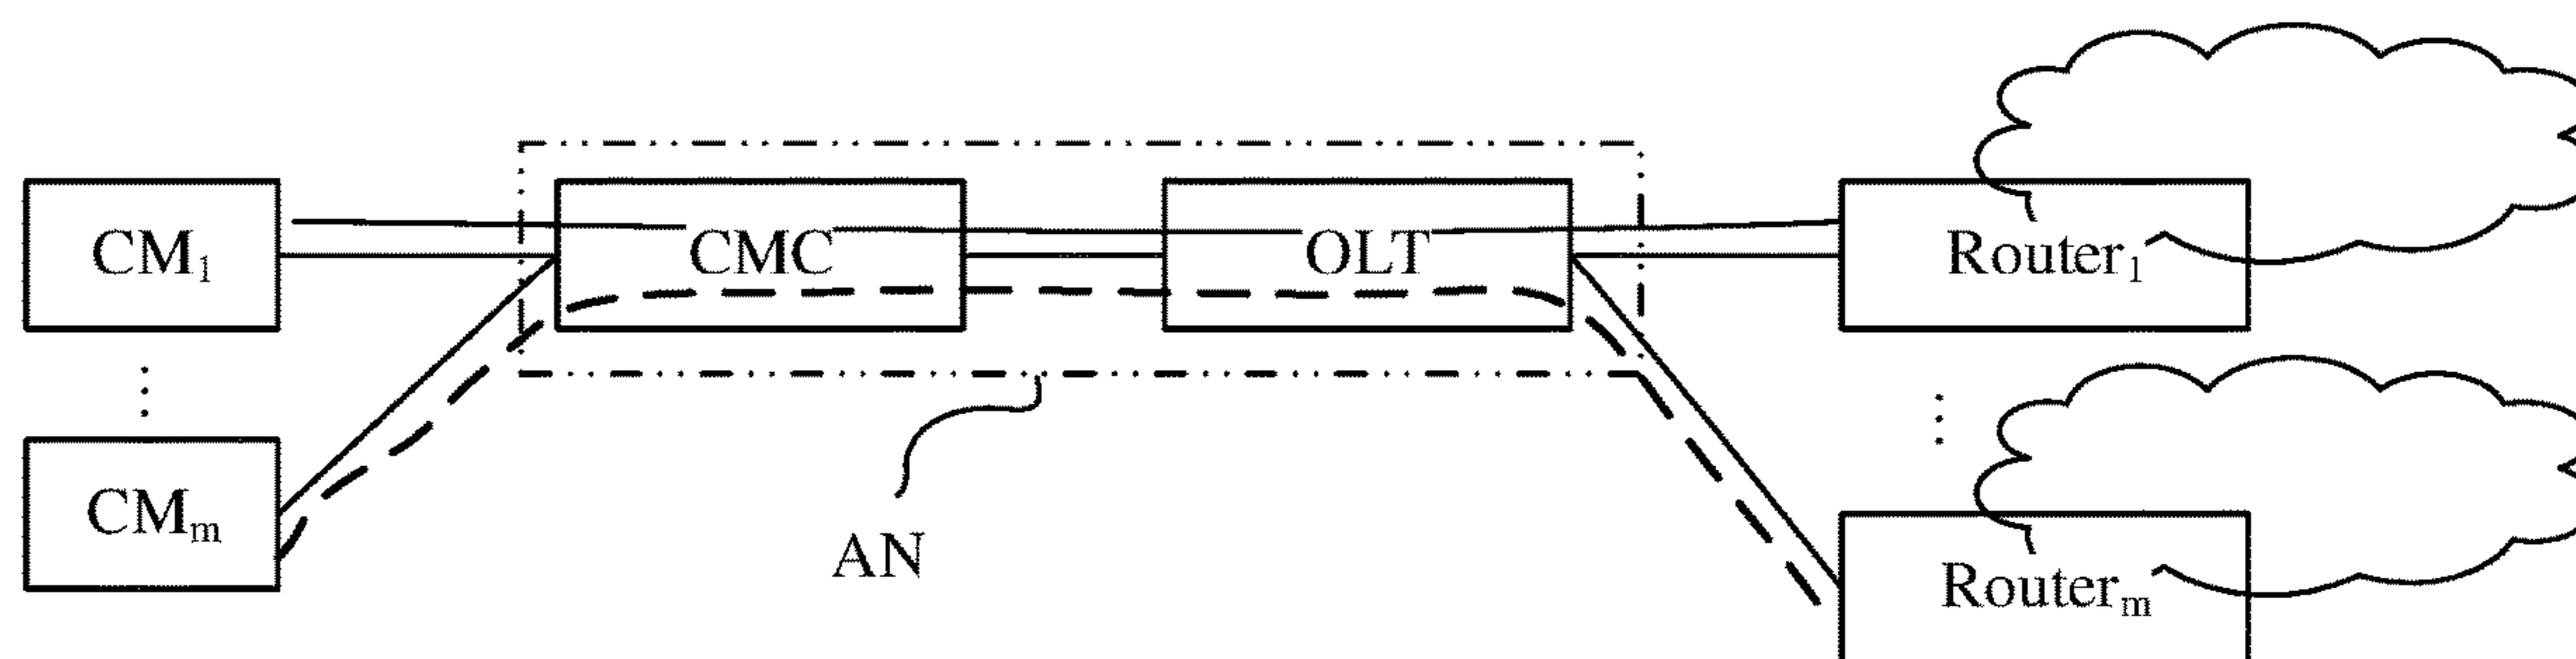 CM₁
CMC
OLT
Router₁
⋮
⋮
CMₘ
AN
Routerₘ